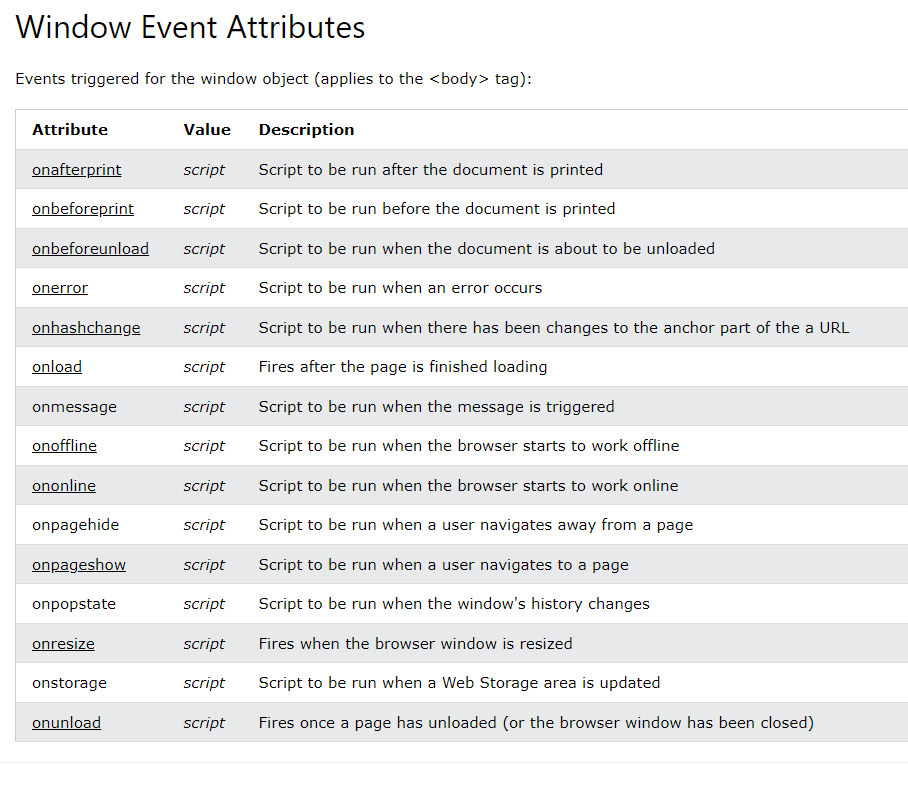 Window Event Attributes
Events triggered for the window object (applies to the <body> tag):
Attribute Value Description
onafterprint script Script to be run after the document is printed
onbeforeprint script Script to be run before the document is printed
onbeforeunload script Script to be run when the document is about to be unloaded
onerror script Script to be run when an error occurs
onhashchange script Script to be run when there has been changes to the anchor part of the a URL
onload script Fires after the page is finished loading
onmessage script Script to be run when the message is triggered
onoffline script Script to be run when the browser starts to work offline
ononline script Script to be run when the browser starts to work online
onpagehide script Script to be run when a user navigates away from a page
onpageshow script Script to be run when a user navigates to a page
onpopstate script Script to be run when the window's history changes
onresize script Fires when the browser window is resized
onstorage script Script to be run when a Web Storage area is updated
onunload script Fires once a page has unloaded (or the browser window has been closed)